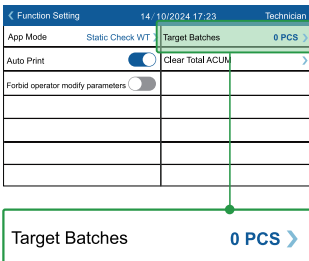 Function Setting 14/10/2024 17:23 Technician
App Mode Static Check WT Target Batches 0 PCS
Auto Print Clear Total ACUM
Forbid operator modify parameters
Target Batches 0 PCS